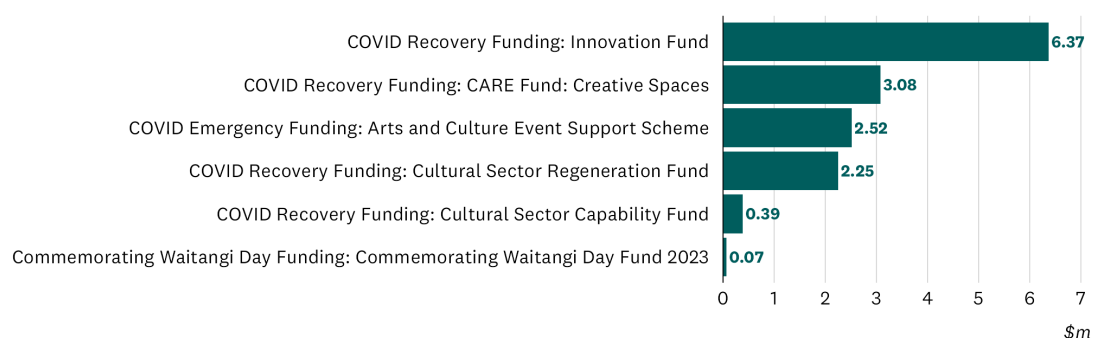 COVID Recovery Funding: Innovation Fund 6.37
COVID Recovery Funding: CARE Fund: Creative Spaces 3.08
COVID Emergency Funding: Arts and Culture Event Support Scheme 2.52
COVID Recovery Funding: Cultural Sector Regeneration Fund 2.25
COVID Recovery Funding: Cultural Sector Capability Fund 0.39
Commemorating Waitangi Day Funding: Commemorating Waitangi Day Fund 2023 0.07
0 1 2 3 4 5 6 7
$m